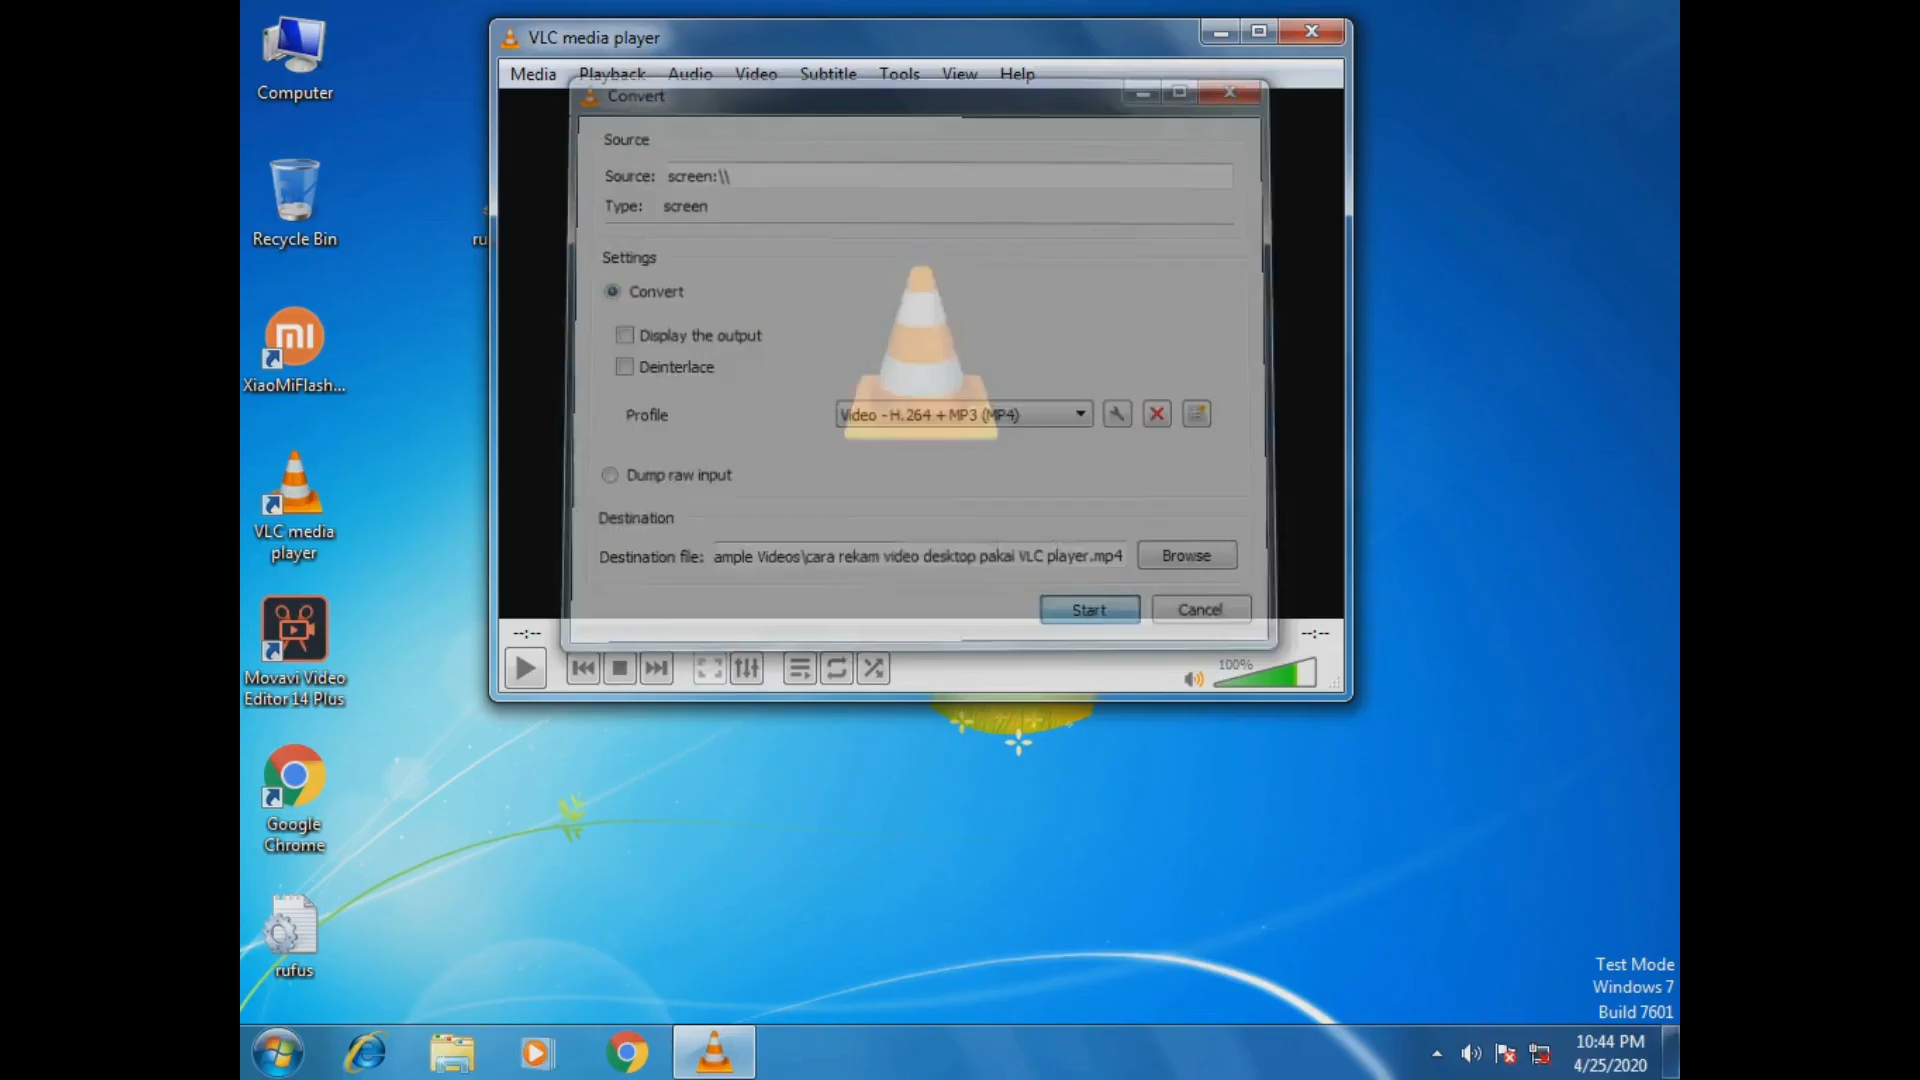 Computer
Recycle Bin
XiaoMiFlash...
VLC media
player
Movavi Video
Editor 14 Plus
Google
Chrome
rufus
ru
VLC media player
Media Playback Audio Video Subtitle Tools View Help
Convert
Source
Source: screen:\\
Type: screen
Settings
Convert
Display the output
Deinterlace
Profile Video - H.264 + MP3 (MP4)
Dump raw input
Destination
Destination file: ample Videos\cara rekam video desktop pakai VLC player.mp4 Browse
Start Cancel
--:-- --:--
100%
Test Mode
Windows 7
Build 7601
10:44 PM
4/25/2020